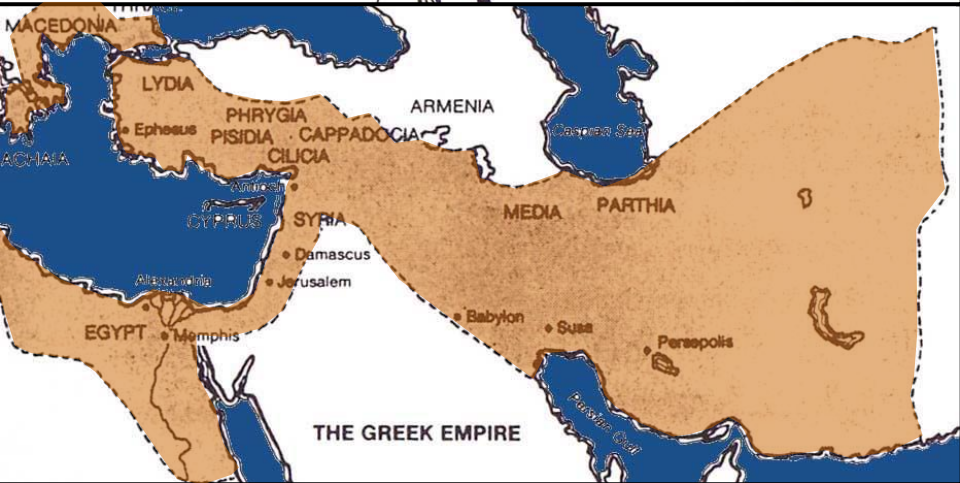 THRACE
MACEDONIA
LYDIA
ARMENIA
PHRYGIA
Ephesus
PISIDIA
CAPPADOCIA
Caspian Sea
ACHAIA
CILICIA
Antioch
CYPRUS
SYRIA
MEDIA
PARTHIA
Damascus
Alexandria
Jerusalem
EGYPT
Memphis
Babylon
Susa
Persepolis
Persian Gulf
THE GREEK EMPIRE